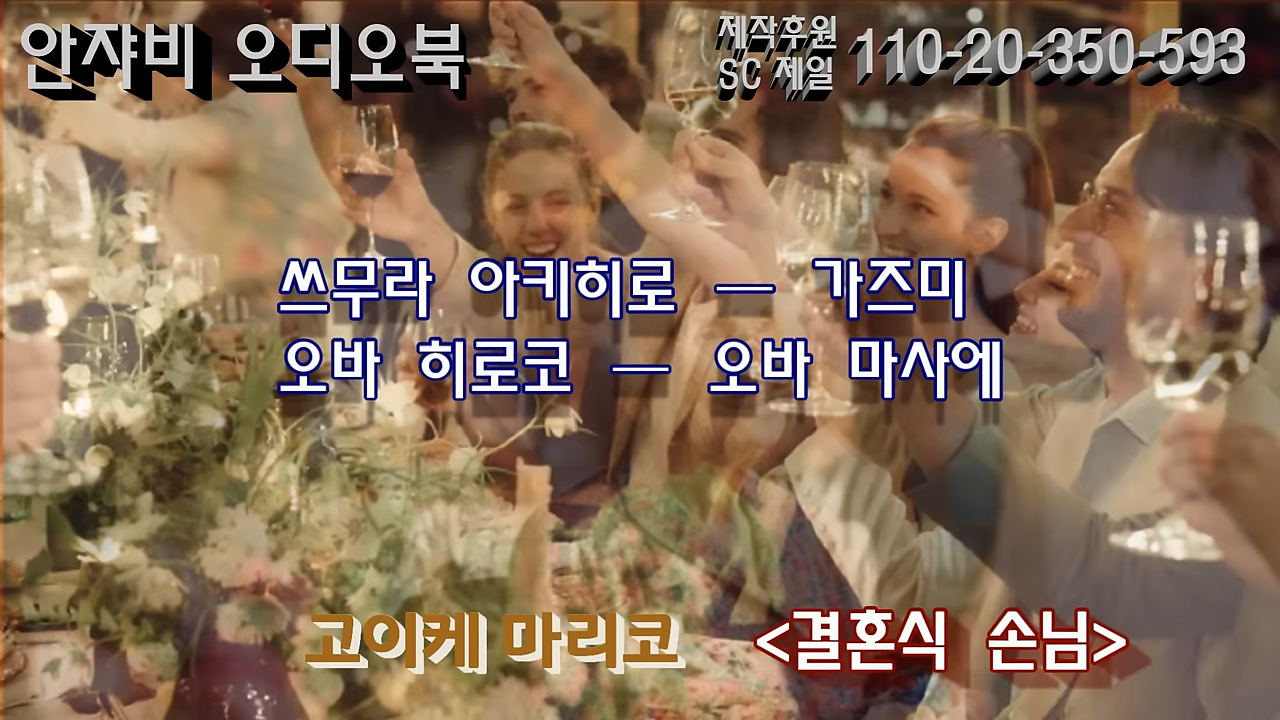 안쟈비 오디오북
제작후원
SC 제일
110-20-350-593
쓰무라 아키히로 — 가즈미
오바 히로코 — 오바 마사에
고이케 마리코 <결혼식 손님>